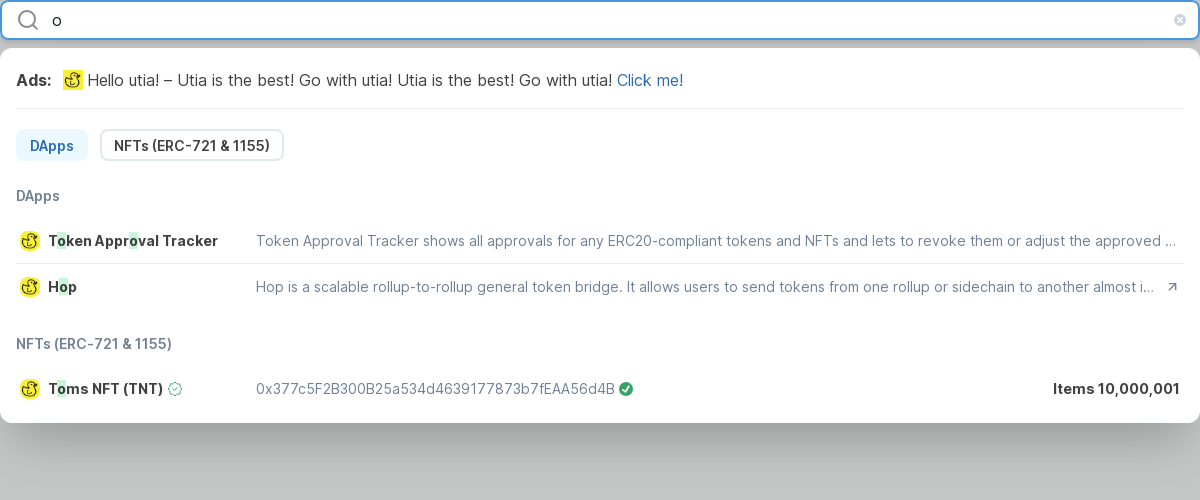 o
Ads: Hello utia! – Utia is the best! Go with utia! Utia is the best! Go with utia! Click me!
DApps NFTs (ERC-721 & 1155)
DApps
Token Approval Tracker Token Approval Tracker shows all approvals for any ERC20-compliant tokens and NFTs and lets to revoke them or adjust the approved ...
Hop Hop is a scalable rollup-to-rollup general token bridge. It allows users to send tokens from one rollup or sidechain to another almost i...
NFTs (ERC-721 & 1155)
Toms NFT (TNT) 0x377c5F2B300B25a534d4639177873b7fEAA56d4B Items 10,000,001